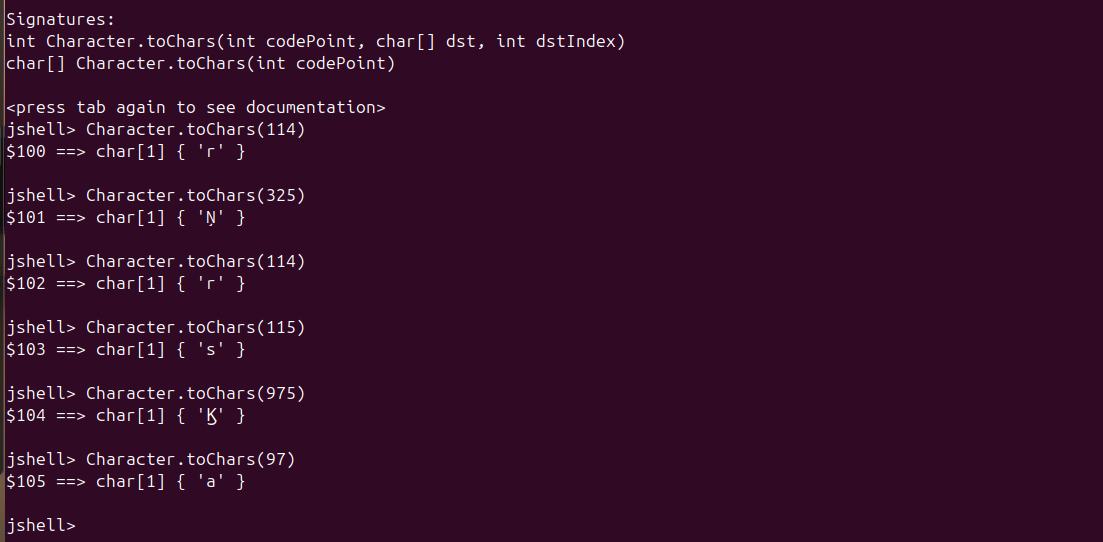 Signatures:
int Character.toChars(int codePoint, char[] dst, int dstIndex)
char[] Character.toChars(int codePoint)
<press tab again to see documentation>
jshell> Character.toChars(114)
$100 ==> char[1] { 'r' }
jshell> Character.toChars(325)
$101 ==> char[1] { 'Ņ' }
jshell> Character.toChars(114)
$102 ==> char[1] { 'r' }
jshell> Character.toChars(115)
$103 ==> char[1] { 's' }
jshell> Character.toChars(975)
$104 ==> char[1] { 'Ϗ' }
jshell> Character.toChars(97)
$105 ==> char[1] { 'a' }
jshell>